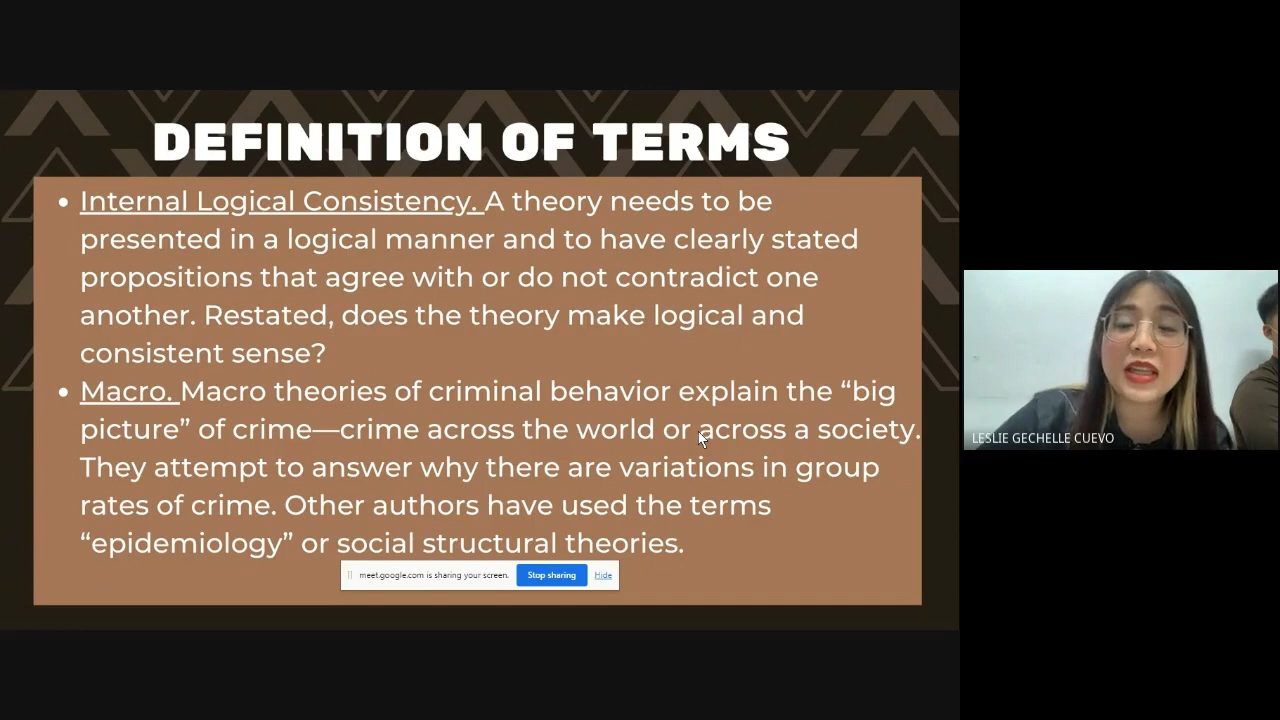 DEFINITION OF TERMS
• Internal Logical Consistency. A theory needs to be
presented in a logical manner and to have clearly stated
propositions that agree with or do not contradict one
another. Restated, does the theory make logical and
consistent sense?
• Macro. Macro theories of criminal behavior explain the “big
picture” of crime—crime across the world or across a society.
They attempt to answer why there are variations in group
rates of crime. Other authors have used the terms
“epidemiology” or social structural theories.
meet.google.com is sharing your screen. Stop sharing Hide
LESLIE GECHELLE CUEVO